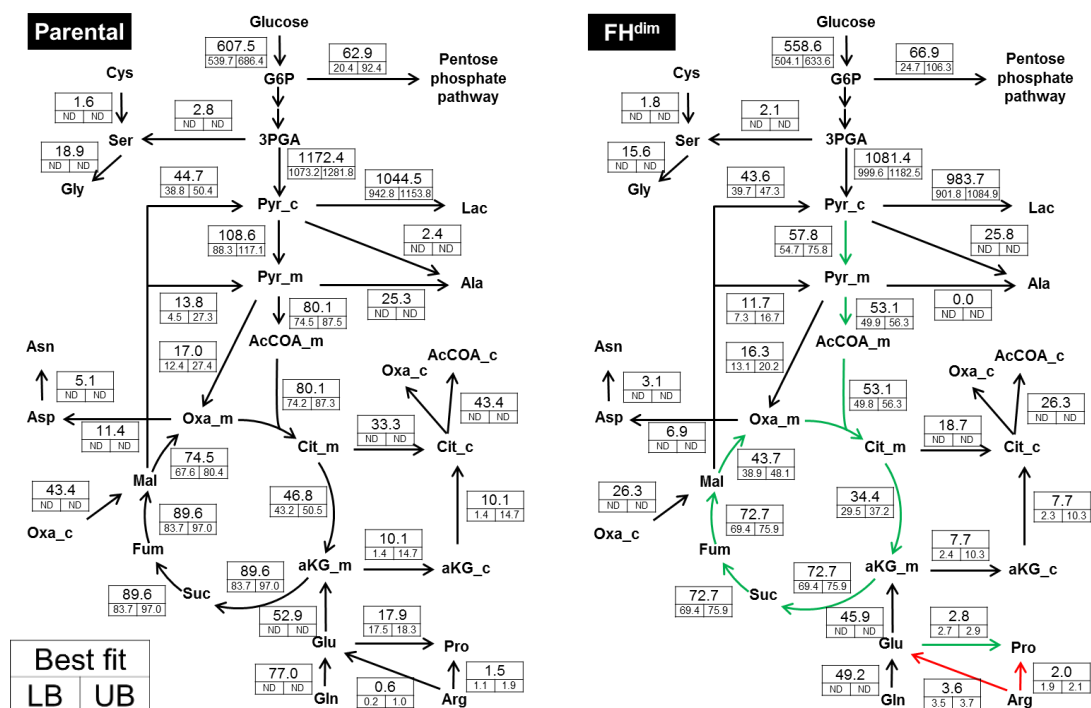 Parental
Glucose
607.5
539.7 686.4
62.9
20.4 92.4
G6P
Pentose
phosphate
pathway
Cys
1.6
ND ND
2.8
ND ND
Ser
3PGA
18.9
ND ND
Gly
1172.4
1073.2 1281.8
44.7
38.8 50.4
1044.5
942.8 1153.8
Pyr_c
Lac
108.6
88.3 117.1
2.4
ND ND
Pyr_m
Ala
13.8
4.5 27.3
25.3
ND ND
80.1
74.5 87.5
17.0
12.4 27.4
AcCOA_m
AcCOA_c
Oxa_c
Asn
5.1
ND ND
80.1
74.2 87.3
43.4
ND ND
Asp
Oxa_m
11.4
ND ND
33.3
ND ND
Cit_m
Cit_c
74.5
67.6 80.4
Mal
43.4
ND ND
46.8
43.2 50.5
10.1
1.4 14.7
Oxa_c
89.6
83.7 97.0
Fum
10.1
1.4 14.7
aKG_m
aKG_c
89.6
83.7 97.0
89.6
83.7 97.0
Suc
52.9
ND ND
17.9
17.5 18.3
Glu
Pro
77.0
ND ND
1.5
1.1 1.9
0.6
0.2 1.0
Gln
Arg
Best fit
LB UB
FHdim
Glucose
558.6
504.1 633.6
66.9
24.7 106.3
G6P
Pentose
phosphate
pathway
Cys
1.8
ND ND
2.1
ND ND
Ser
3PGA
15.6
ND ND
Gly
1081.4
999.6 1182.5
43.6
39.7 47.3
983.7
901.8 1084.9
Pyr_c
Lac
57.8
54.7 75.8
25.8
ND ND
Pyr_m
Ala
11.7
7.3 16.7
0.0
ND ND
53.1
49.9 56.3
16.3
13.1 20.2
AcCOA_m
AcCOA_c
Oxa_c
Asn
3.1
ND ND
53.1
49.8 56.3
26.3
ND ND
Asp
Oxa_m
6.9
ND ND
18.7
ND ND
Cit_m
Cit_c
43.7
38.9 48.1
Mal
26.3
ND ND
34.4
29.5 37.2
7.7
2.3 10.3
Oxa_c
72.7
69.4 75.9
Fum
7.7
2.4 10.3
aKG_m
aKG_c
72.7
69.4 75.9
72.7
69.4 75.9
Suc
45.9
ND ND
2.8
2.7 2.9
Glu
Pro
49.2
ND ND
2.0
1.9 2.1
3.6
3.5 3.7
Gln
Arg